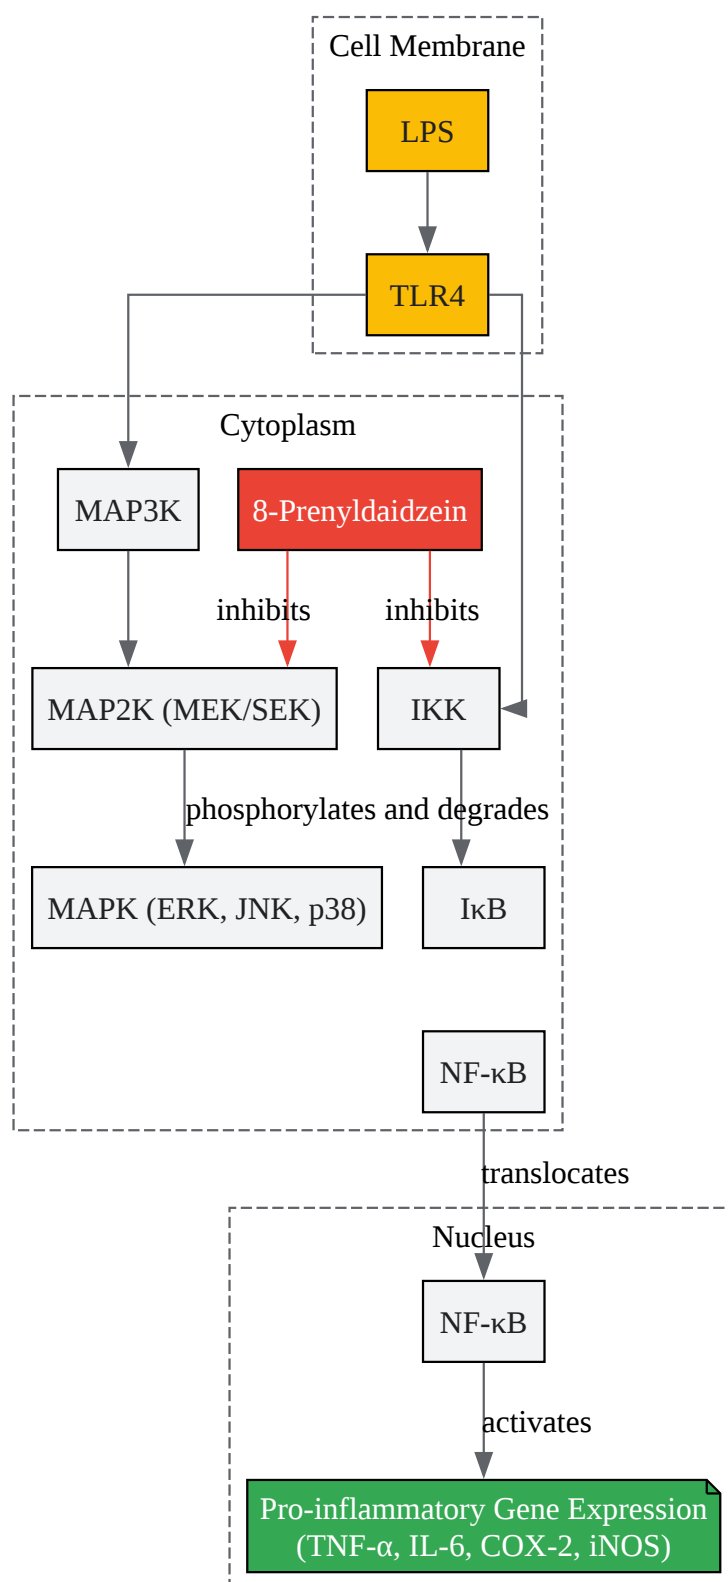 Cell Membrane
LPS
TLR4
Cytoplasm
MAP3K
8-Prenyldaidzein
inhibits
inhibits
MAP2K (MEK/SEK)
IKK
phosphorylates and degrades
MAPK (ERK, JNK, p38)
IκB
NF-κB
translocates
Nucleus
NF-κB
activates
Pro-inflammatory Gene Expression
(TNF-α, IL-6, COX-2, iNOS)